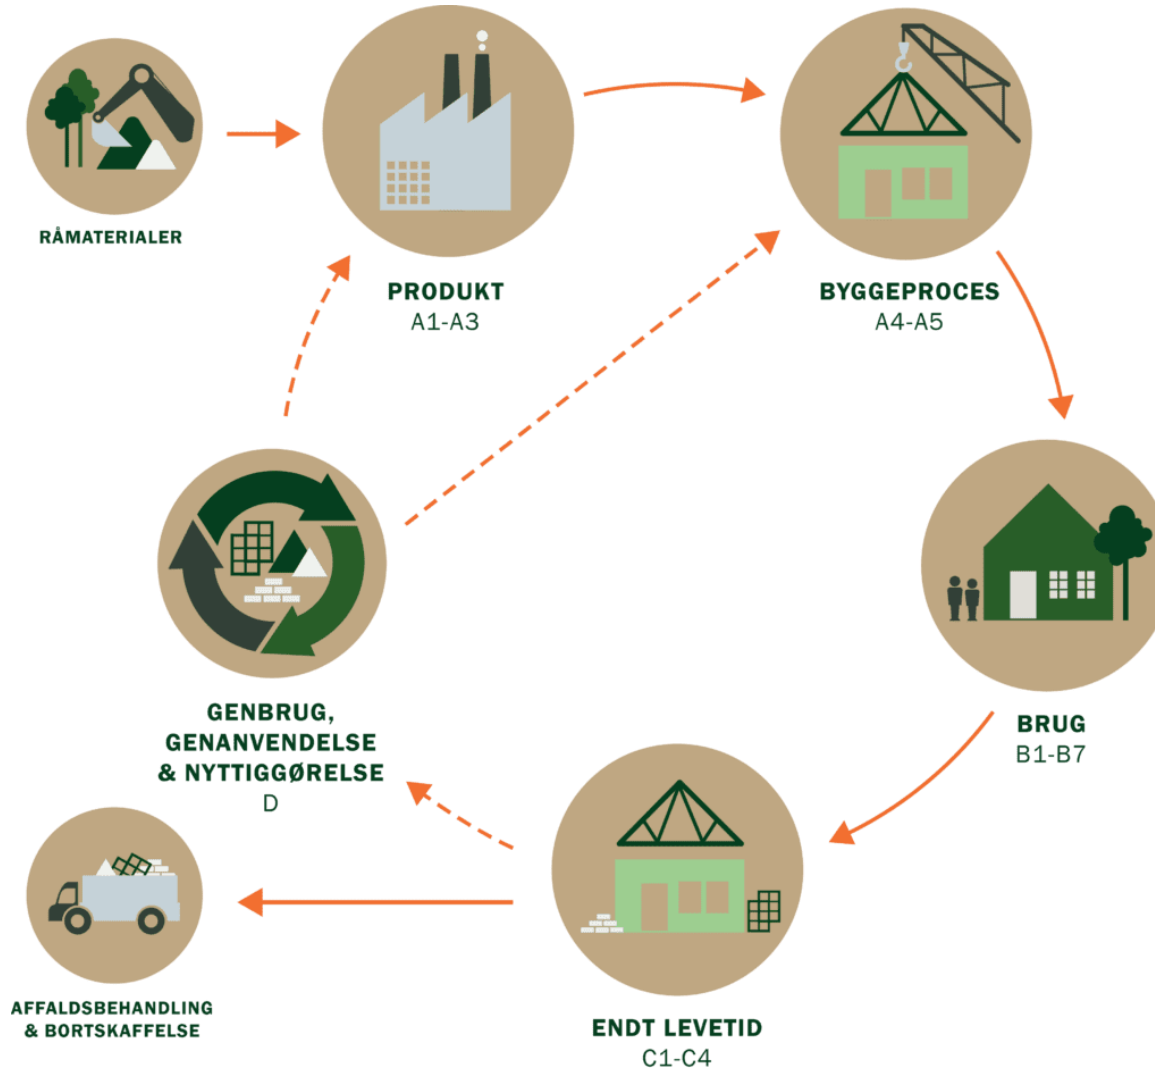 RÅMATERIALER
PRODUKT
A1-A3
BYGGEPROCES
A4-A5
BRUG
B1-B7
GENBRUG,
GENANVENDELSE
& NYTTIGGØRELSE
D
ENDT LEVETID
C1-C4
AFFALDSBEHANDLING
& BORTSKAFFELSE